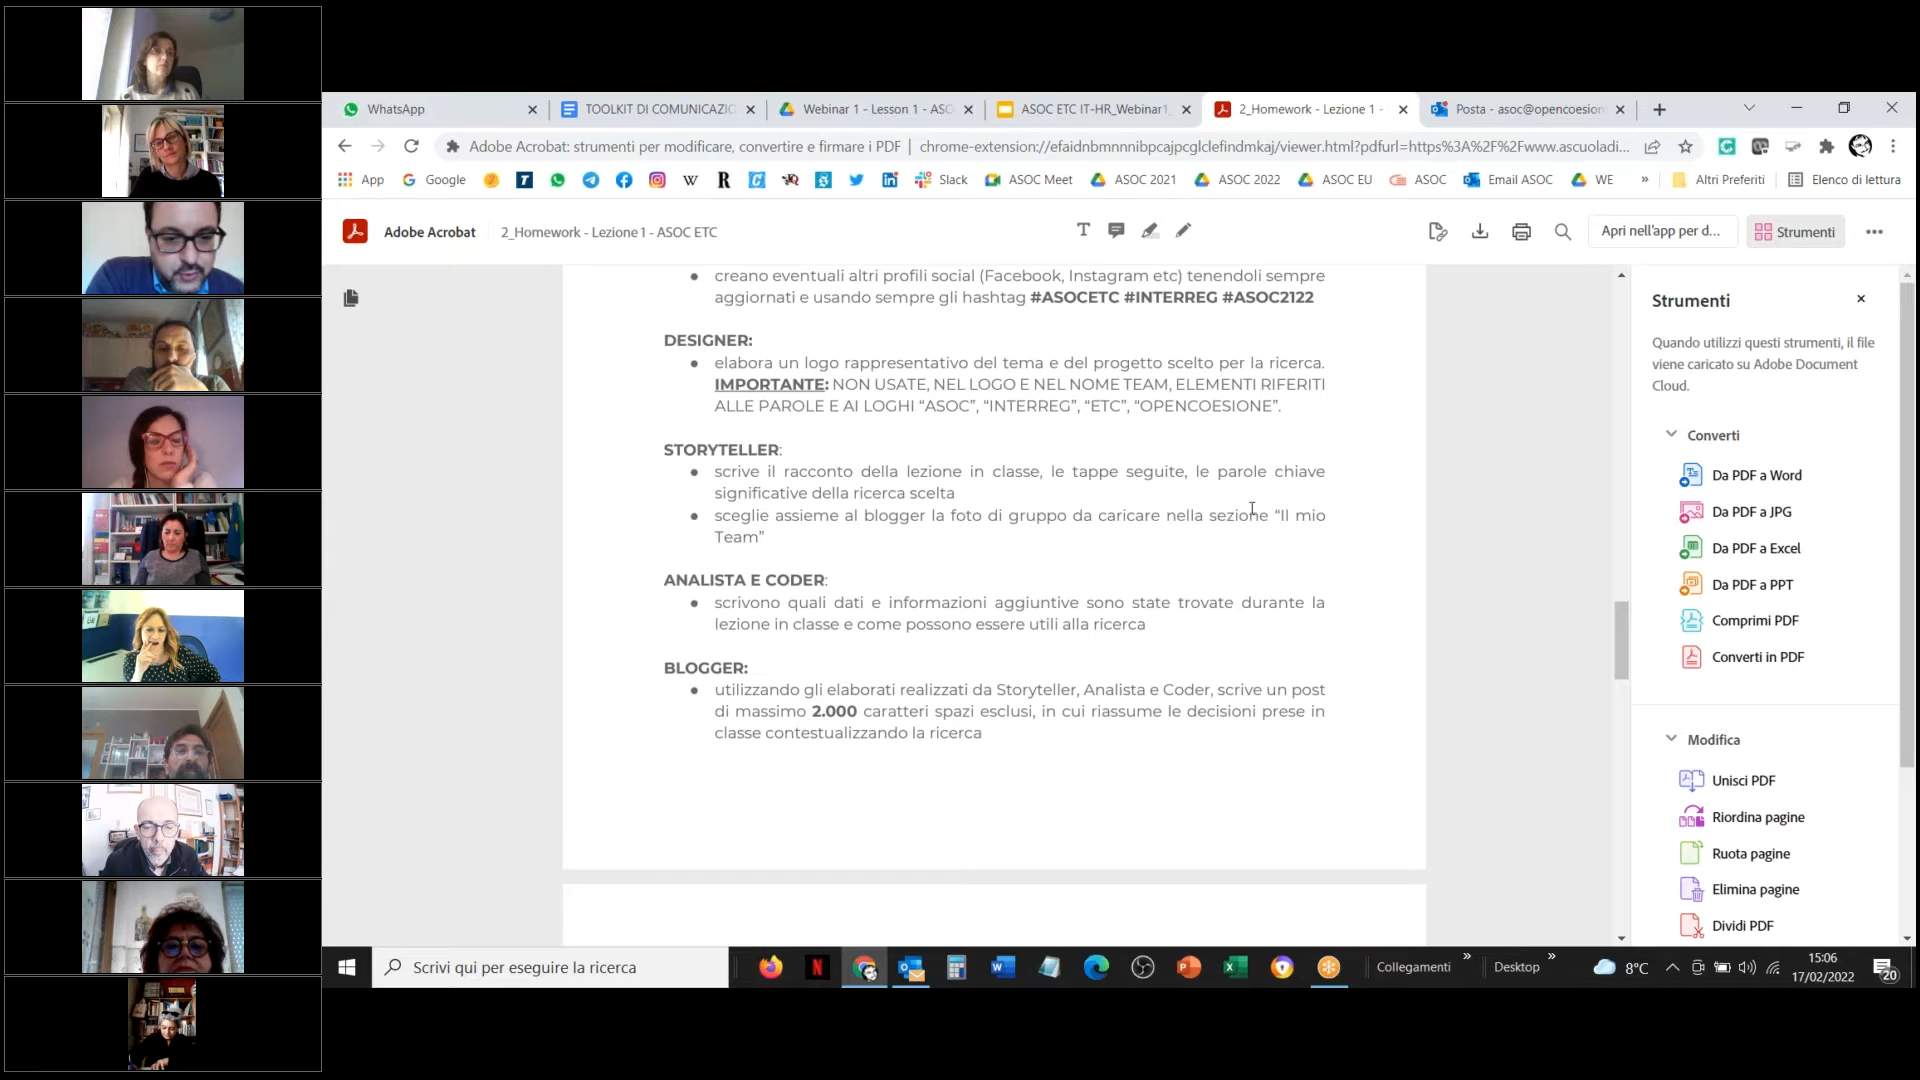 WhatsApp
TOOLKIT DI COMUNICAZIO
Webinar 1 - Lesson 1 - ASO
ASOC ETC IT-HR_Webinar1_
2_Homework - Lezione 1 -
Posta - asoc@opencoesion
Adobe Acrobat: strumenti per modificare, convertire e firmare i PDF | chrome-extension://efaidnbmnnnibpcajpcglclefindmkaj/viewer.html?pdfurl=https%3A%2F%2Fwww.ascuoladi...
App Google Slack ASOC Meet ASOC 2021 ASOC 2022 ASOC EU ASOC Email ASOC WE » Altri Preferiti Elenco di lettura
Adobe Acrobat 2_Homework - Lezione 1 - ASOC ETC
Apri nell'app per d...
Strumenti
● creano eventuali altri profili social (Facebook, Instagram etc) tenendoli sempre
aggiornati e usando sempre gli hashtag #ASOCETC #INTERREG #ASOC2122
DESIGNER:
● elabora un logo rappresentativo del tema e del progetto scelto per la ricerca.
IMPORTANTE: NON USATE, NEL LOGO E NEL NOME TEAM, ELEMENTI RIFERITI
ALLE PAROLE E AI LOGHI “ASOC”, “INTERREG”, “ETC”, “OPENCOESIONE”.
STORYTELLER:
● scrive il racconto della lezione in classe, le tappe seguite, le parole chiave
significative della ricerca scelta
● sceglie assieme al blogger la foto di gruppo da caricare nella sezione “Il mio
Team”
ANALISTA E CODER:
● scrivono quali dati e informazioni aggiuntive sono state trovate durante la
lezione in classe e come possono essere utili alla ricerca
BLOGGER:
● utilizzando gli elaborati realizzati da Storyteller, Analista e Coder, scrive un post
di massimo 2.000 caratteri spazi esclusi, in cui riassume le decisioni prese in
classe contestualizzando la ricerca
Strumenti
Quando utilizzi questi strumenti, il file
viene caricato su Adobe Document
Cloud.
Converti
Da PDF a Word
Da PDF a JPG
Da PDF a Excel
Da PDF a PPT
Comprimi PDF
Converti in PDF
Modifica
Unisci PDF
Riordina pagine
Ruota pagine
Elimina pagine
Dividi PDF
Scrivi qui per eseguire la ricerca
Collegamenti »
Desktop »
8°C
15:06
17/02/2022
20